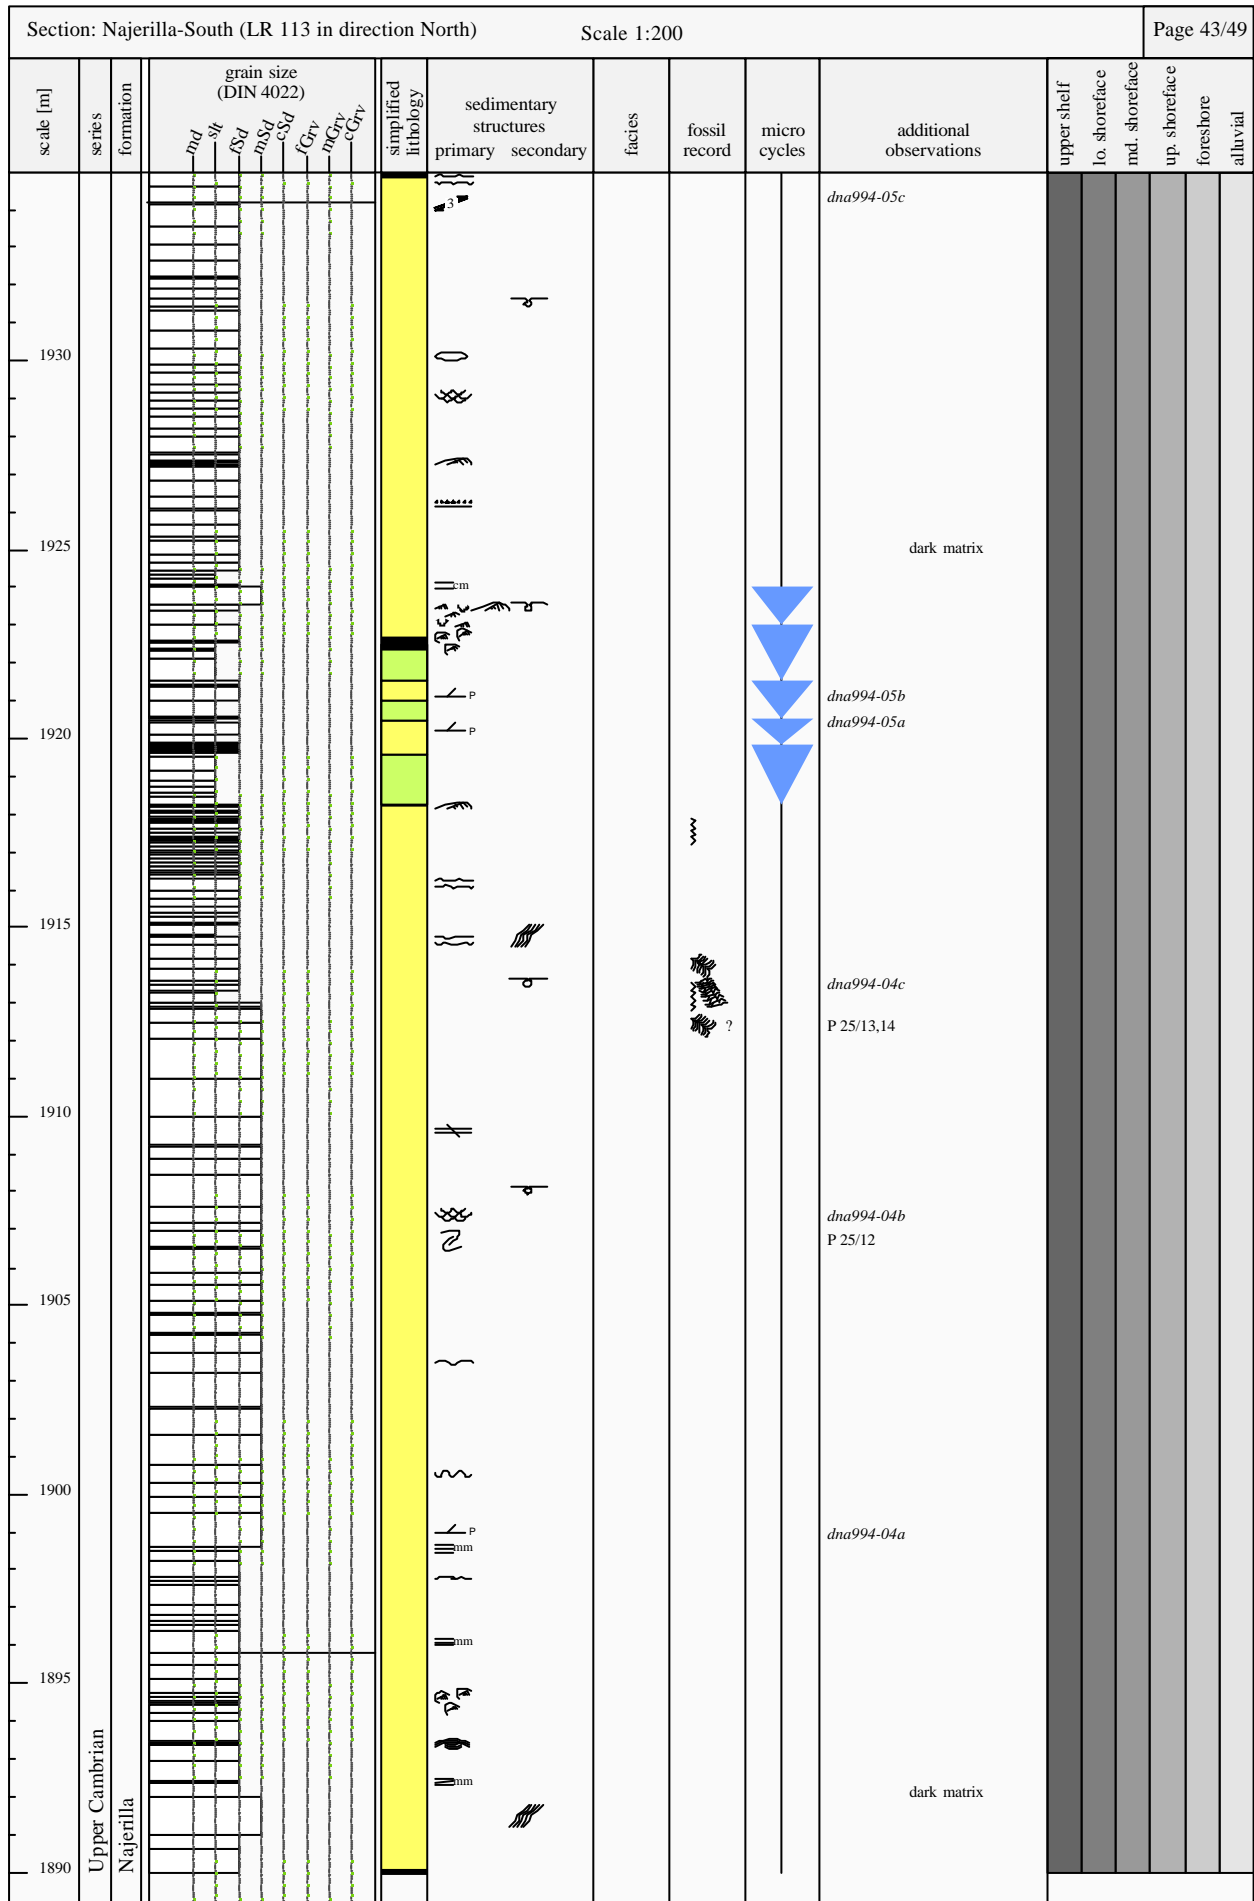 Section: Najerilla-South (LR 113 in direction North)
Scale 1:200
Page 43/49
scale [m]
series
formation
grain size
(DIN 4022)
md
slt
fSd
mSd
cSd
fGrv
mGrv
cGrv
simplified
lithology
sedimentary
structures
primary secondary
facies
fossil
record
micro
cycles
additional
observations
upper shelf
lo. shoreface
md. shoreface
up. shoreface
foreshore
alluvial
dna994-05c
3
1930
1925
dark matrix
cm
P
dna994-05b
dna994-05a
1920
P
1915
dna994-04c
?
P 25/13,14
1910
dna994-04b
P 25/12
1905
1900
P
dna994-04a
mm
mm
1895
mm
dark matrix
Upper Cambrian
Najerilla
1890